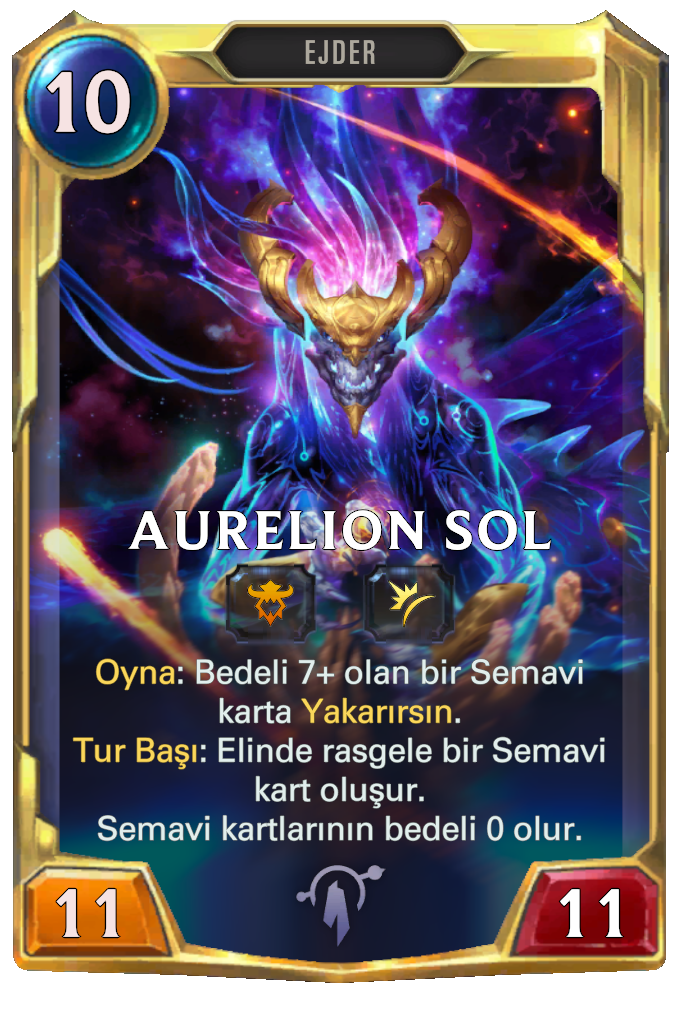 EJDER
10
AURELION SOL
Oyna: Bedeli 7+ olan bir Semavi
karta Yakarırsın.
Tur Başı: Elinde rasgele bir Semavi
kart oluşur.
Semavi kartlarının bedeli 0 olur.
11
11